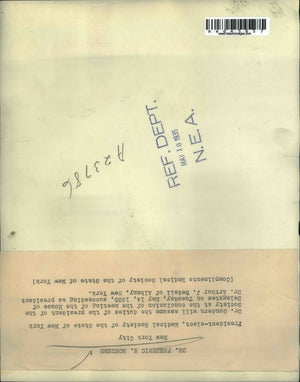 REF. DEPT.
MAY 10 1935
N. E. A.
A23786
DR. FREDERIC E. SONDERN
New York City
President-elect, Medical Society of the State of New York
Dr. Sondern will assume the duties of the president of the
Society at the conclusion of the meeting of the House of
Delegates on Tuesday, May 14, 1935, succeeding as president
Dr. Arthur J. Bedell of Albany, New York.
(Compliments Medical Society of the State of New York)